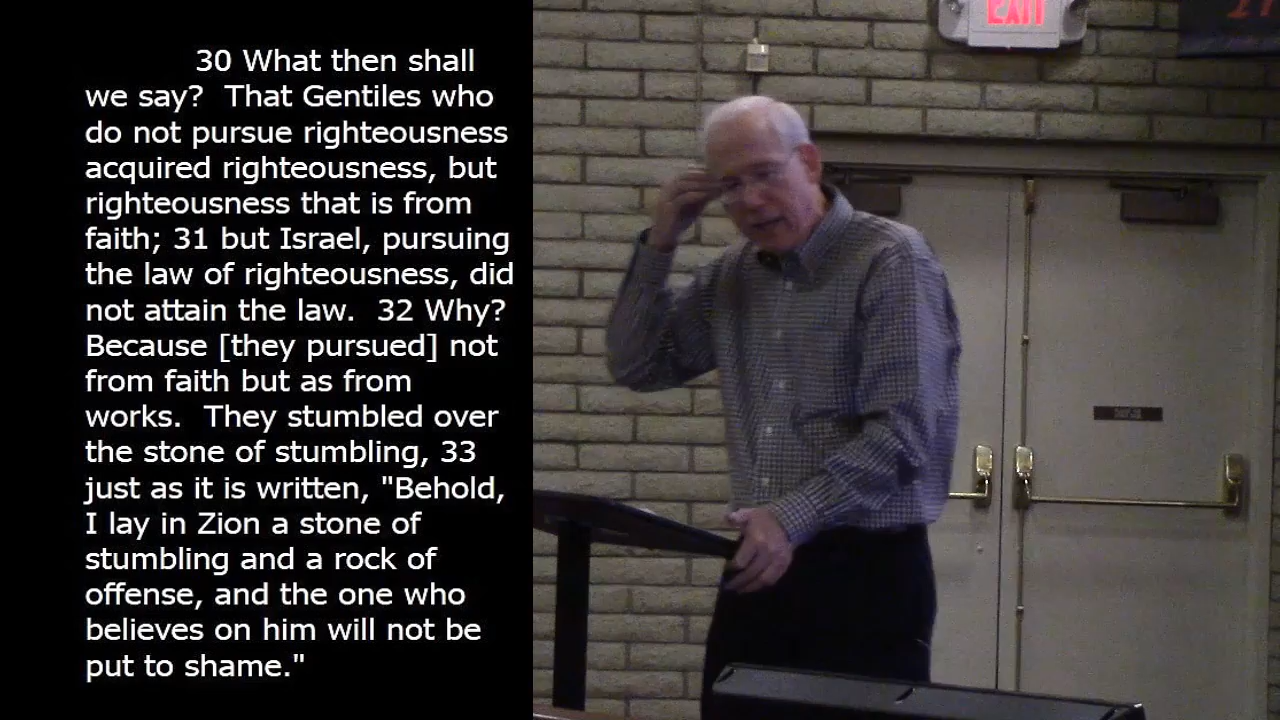 30 What then shall
we say?  That Gentiles who
do not pursue righteousness
acquired righteousness, but
righteousness that is from
faith; 31 but Israel, pursuing
the law of righteousness, did
not attain the law.  32 Why?
Because [they pursued] not
from faith but as from
works.  They stumbled over
the stone of stumbling, 33
just as it is written, "Behold,
I lay in Zion a stone of
stumbling and a rock of
offense, and the one who
believes on him will not be
put to shame."
EXIT